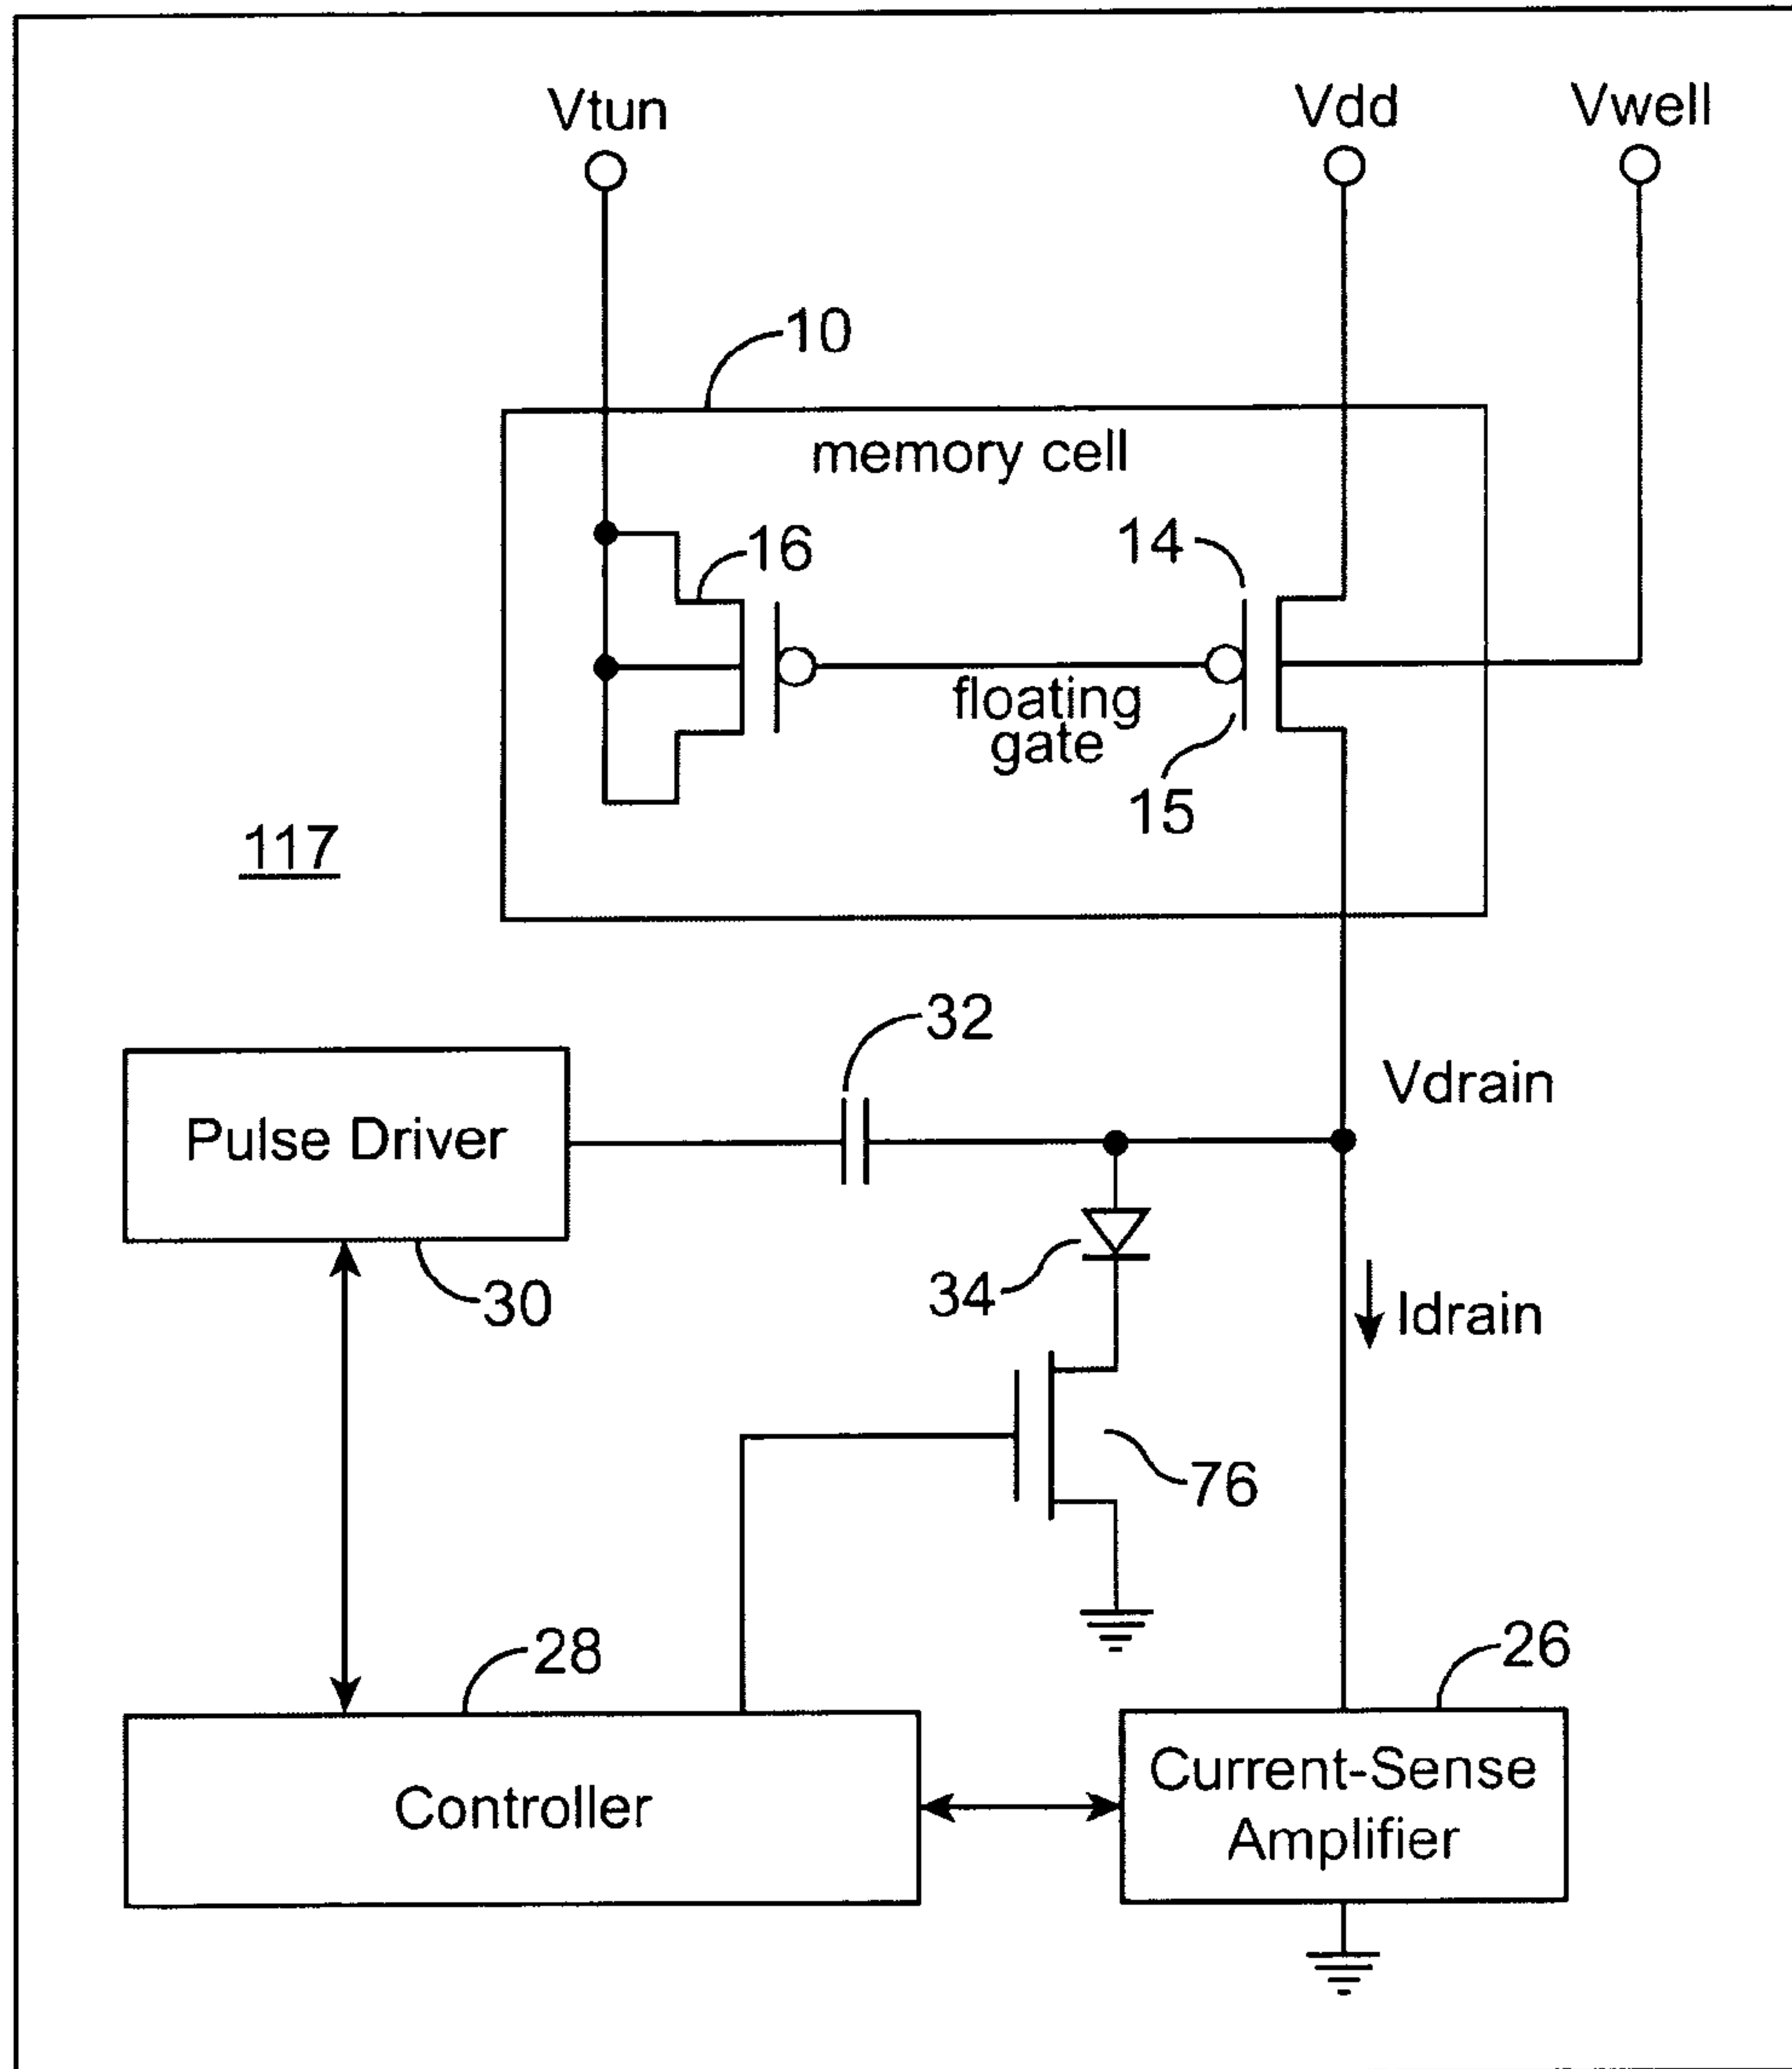 Vtun
Vdd
Vwell
10
memory cell
16
14
floating
gate
15
117
32
Vdrain
Pulse Driver
34
30
Idrain
76
28
26
Controller
Current-Sense
Amplifier